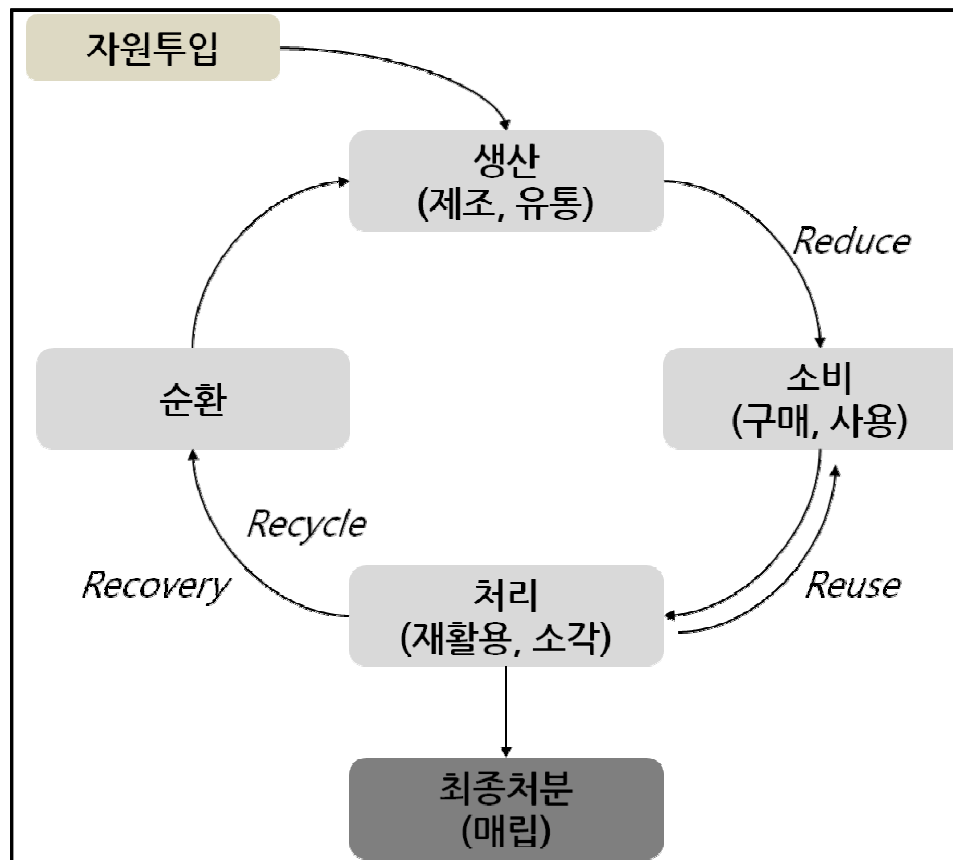 자원투입
생산
(제조, 유통)
Reduce
순환
소비
(구매, 사용)
Recycle
Recovery
처리
(재활용, 소각)
Reuse
최종처분
(매립)